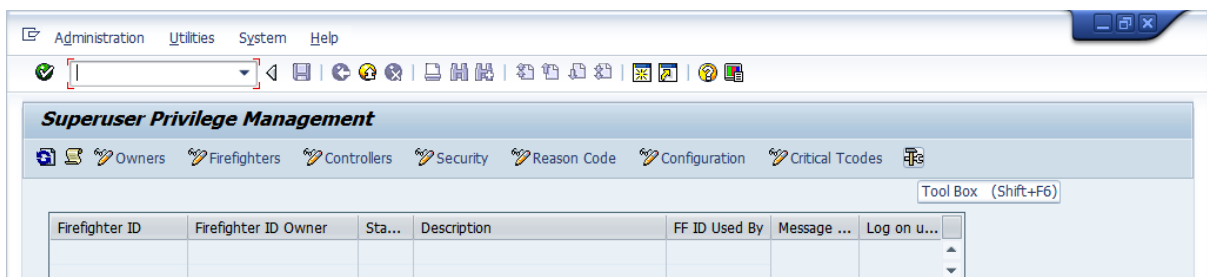 Administration Utilities System Help
Superuser Privilege Management
Owners Firefighters Controllers Security Reason Code Configuration Critical Tcodes
Tool Box (Shift+F6)
Firefighter ID Firefighter ID Owner Sta... Description FF ID Used By Message ... Log on u...